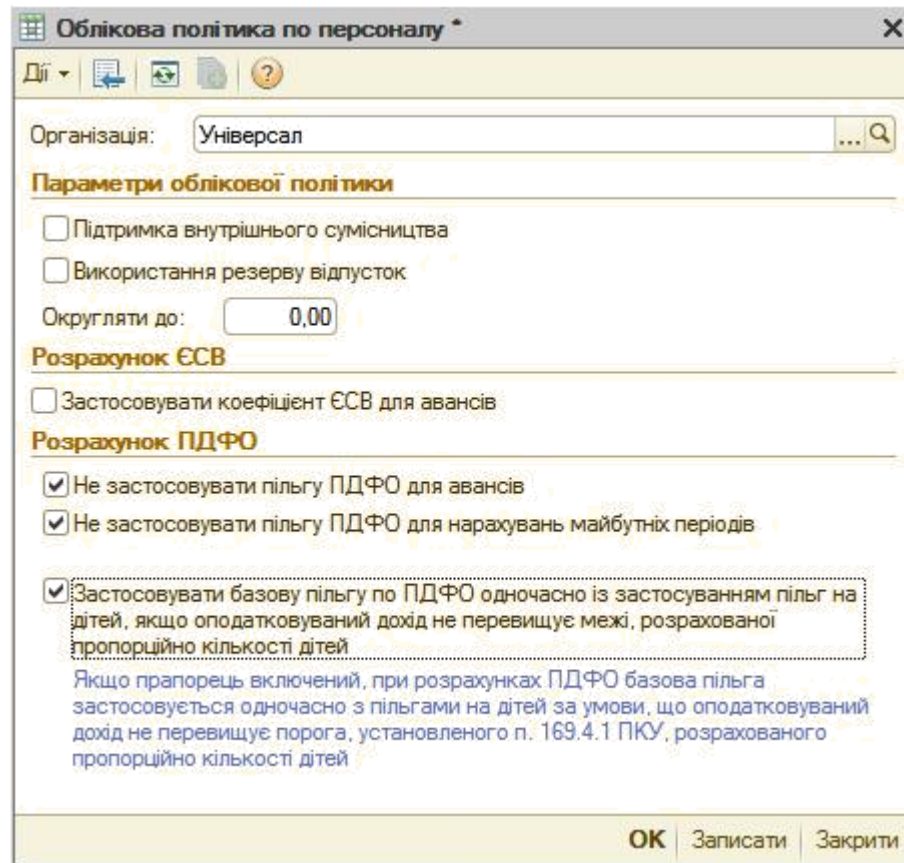 Облікова політика по персоналу *
Дії
Організація: Універсал ...
Параметри облікової політики
Підтримка внутрішнього сумісництва
Використання резерву відпусток
Округляти до: 0,00
Розрахунок ЄСВ
Застосовувати коефіцієнт ЄСВ для авансів
Розрахунок ПДФО
Не застосовувати пільгу ПДФО для авансів
Не застосовувати пільгу ПДФО для нарахувань майбутніх періодів
Застосовувати базову пільгу по ПДФО одночасно із застосуванням пільг на
дітей, якщо оподатковуваний дохід не перевищує межі, розрахованої
пропорційно кількості дітей
Якщо прапорець включений, при розрахунках ПДФО базова пільга
застосовується одночасно з пільгами на дітей за умови, що оподатковуваний
дохід не перевищує порога, установленого п. 169.4.1 ПКУ, розрахованого
пропорційно кількості дітей
ОК Записати Закрити